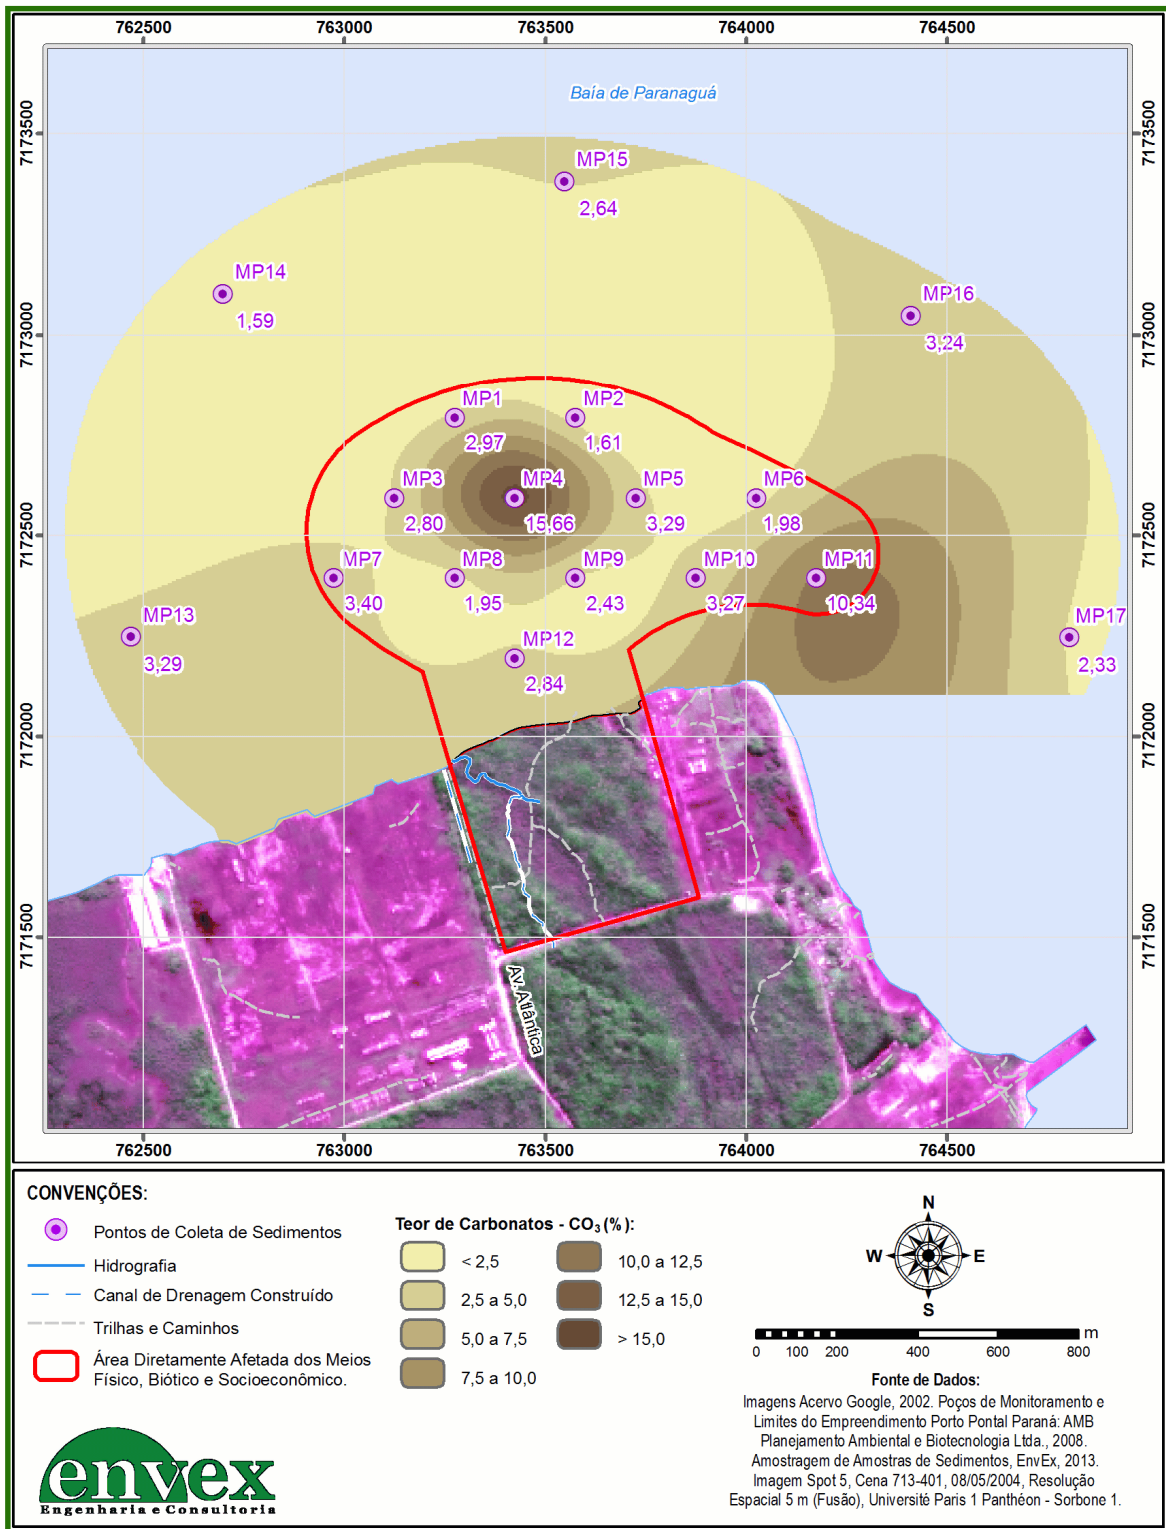 762500 763000 763500 764000 764500
7173500
7173000
7172500
7172000
7171500
7173500
7173000
7172500
7172000
7171500
Baía de Paranaguá
MP15
2,64
MP14
1,59
MP16
3,24
MP1
2,97
MP2
1,61
MP3
2,80
MP4
15,66
MP5
3,29
MP6
1,98
MP7
3,40
MP8
1,95
MP9
2,43
MP10
3,27
MP11
10,34
MP13
3,29
MP12
2,84
MP17
2,33
Av. Atlântica
762500 763000 763500 764000 764500
CONVENÇÕES:
Pontos de Coleta de Sedimentos
Hidrografia
Canal de Drenagem Construído
Trilhas e Caminhos
Área Diretamente Afetada dos Meios
Físico, Biótico e Socioeconômico.
Teor de Carbonatos - CO₃ (%):
< 2,5
2,5 a 5,0
5,0 a 7,5
7,5 a 10,0
10,0 a 12,5
12,5 a 15,0
> 15,0
N
W E
S
m
0 100 200 400 600 800
Fonte de Dados:
Imagens Acervo Google, 2002. Poços de Monitoramento e
Limites do Empreendimento Porto Pontal Paraná: AMB
Planejamento Ambiental e Biotecnologia Ltda., 2008.
Amostragem de Amostras de Sedimentos, EnvEx, 2013.
Imagem Spot 5, Cena 713-401, 08/05/2004, Resolução
Espacial 5 m (Fusão), Université Paris 1 Panthéon - Sorbone 1.
envex
Engenharia e Consultoria